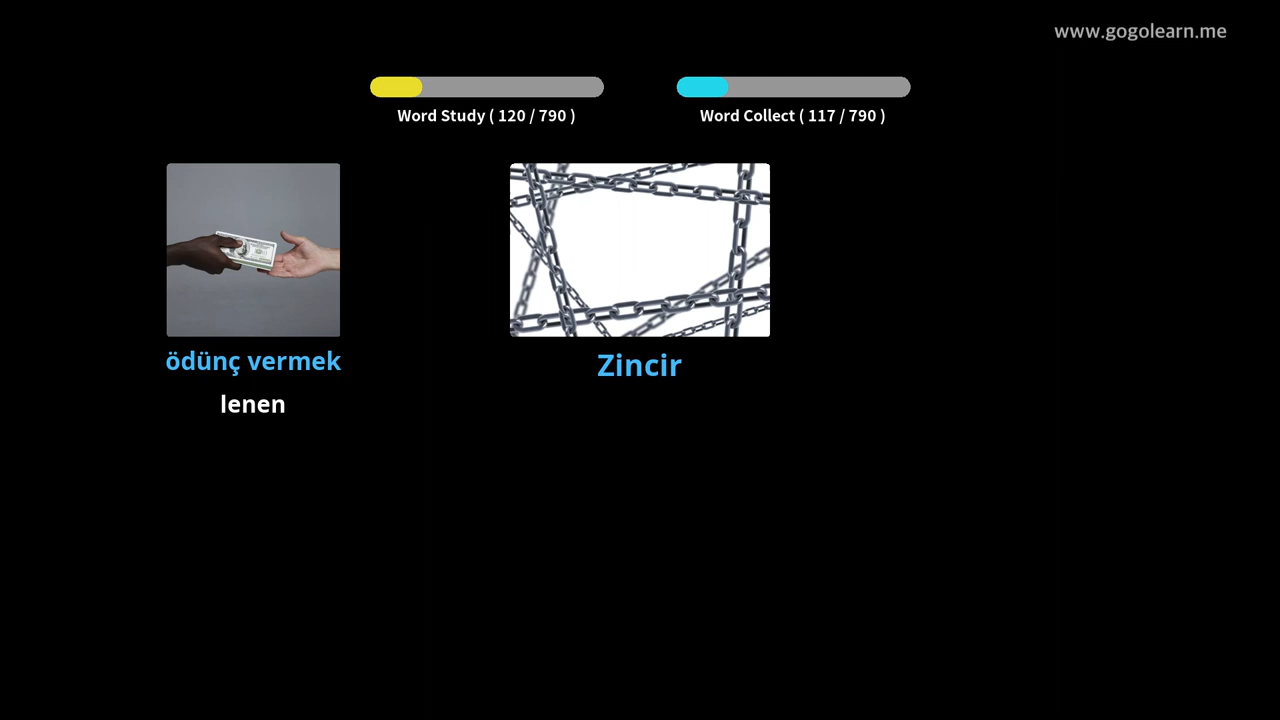 www.gogolearn.me
Word Study ( 120 / 790 )
Word Collect ( 117 / 790 )
ödünç vermek
lenen
Zincir